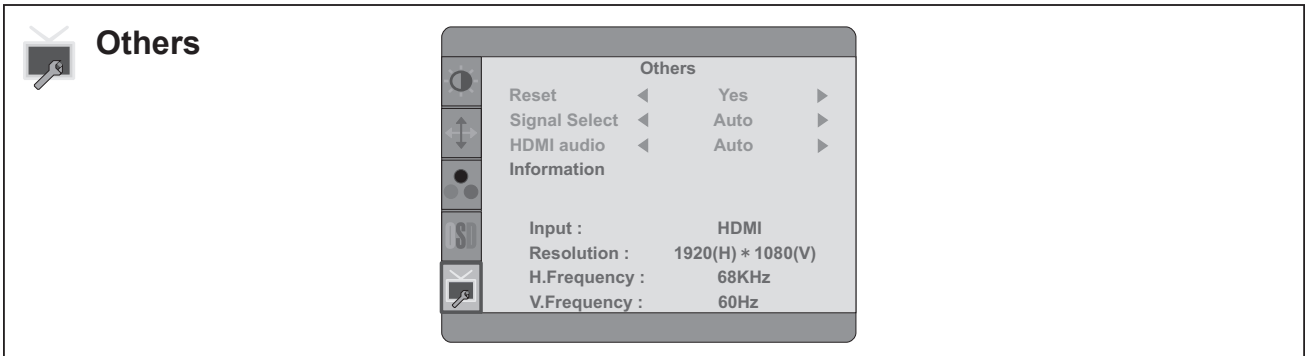 Others
Others
Reset ◀ Yes ▶
Signal Select ◀ Auto ▶
HDMI audio ◀ Auto ▶
Information
OSD
Input : HDMI
Resolution : 1920(H) * 1080(V)
H.Frequency : 68KHz
V.Frequency : 60Hz